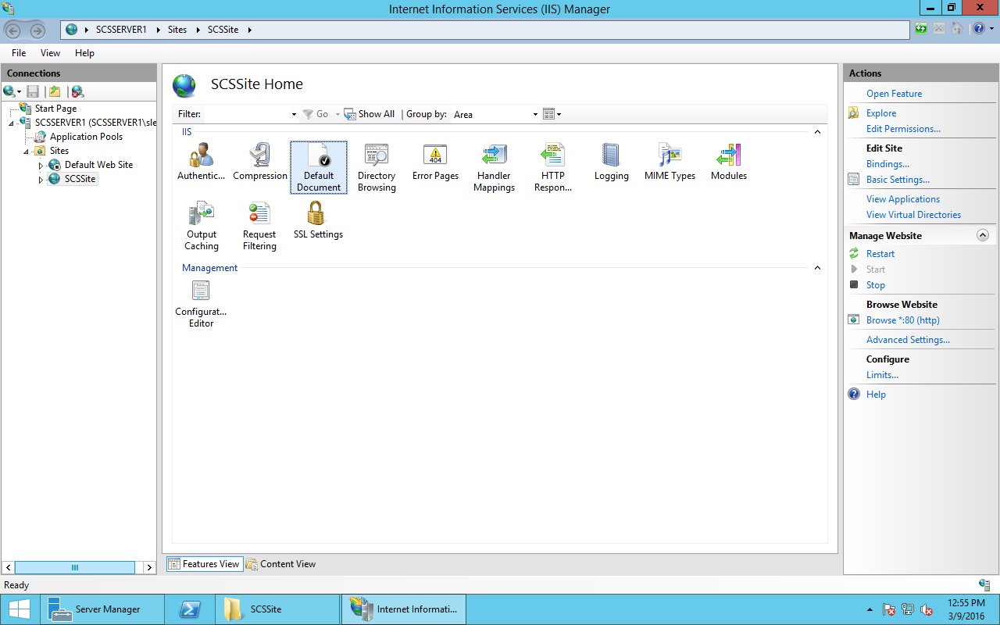 Internet Information Services (IIS) Manager
SCSSERVER1 Sites SCSSite
File View Help
Connections
Start Page
SCSSERVER1 (SCSSERVER1\sle
Application Pools
Sites
Default Web Site
SCSSite
SCSSite Home
Filter: Go Show All Group by: Area
IIS
Authentic...
Compression
Default Document
Directory Browsing
Error Pages
404
Handler Mappings
HTTP Respon...
Logging
MIME Types
Modules
Output Caching
Request Filtering
SSL Settings
Management
Configurat... Editor
Features View Content View
Actions
Open Feature
Explore
Edit Permissions...
Edit Site
Bindings...
Basic Settings...
View Applications
View Virtual Directories
Manage Website
Restart
Start
Stop
Browse Website
Browse *:80 (http)
Advanced Settings...
Configure
Limits...
Help
Ready
Server Manager
SCSSite
Internet Informati...
12:55 PM
3/9/2016